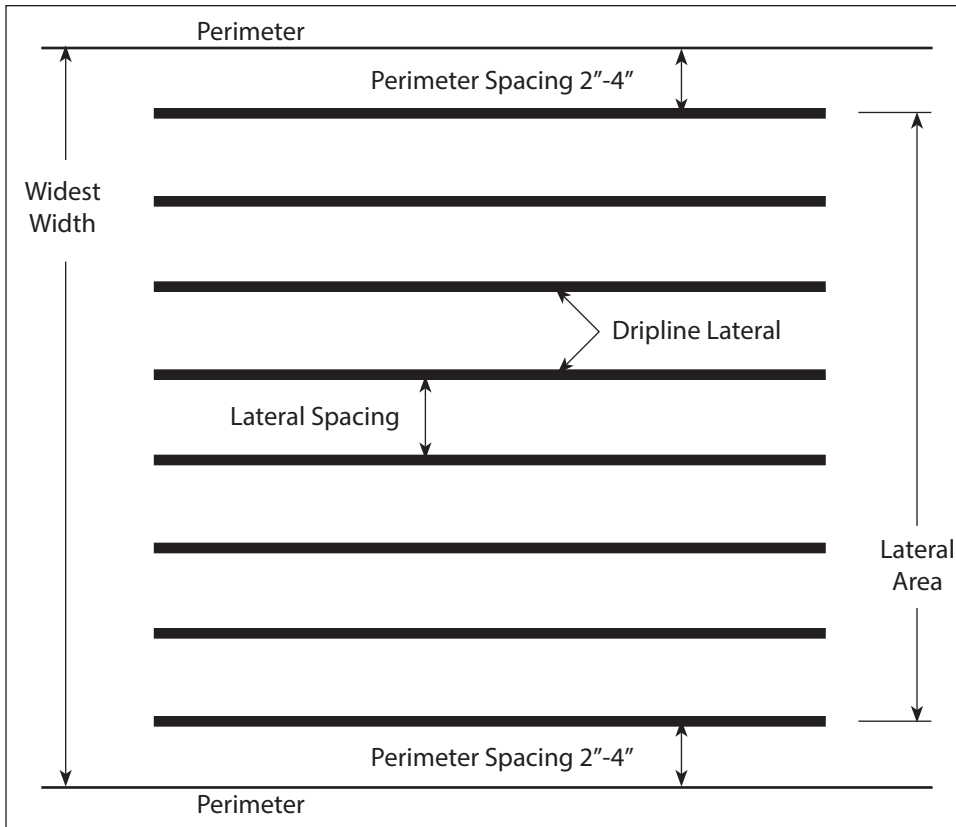 Perimeter
Perimeter Spacing 2”-4”
Widest
Width
Dripline Lateral
Lateral Spacing
Lateral
Area
Perimeter Spacing 2”-4”
Perimeter